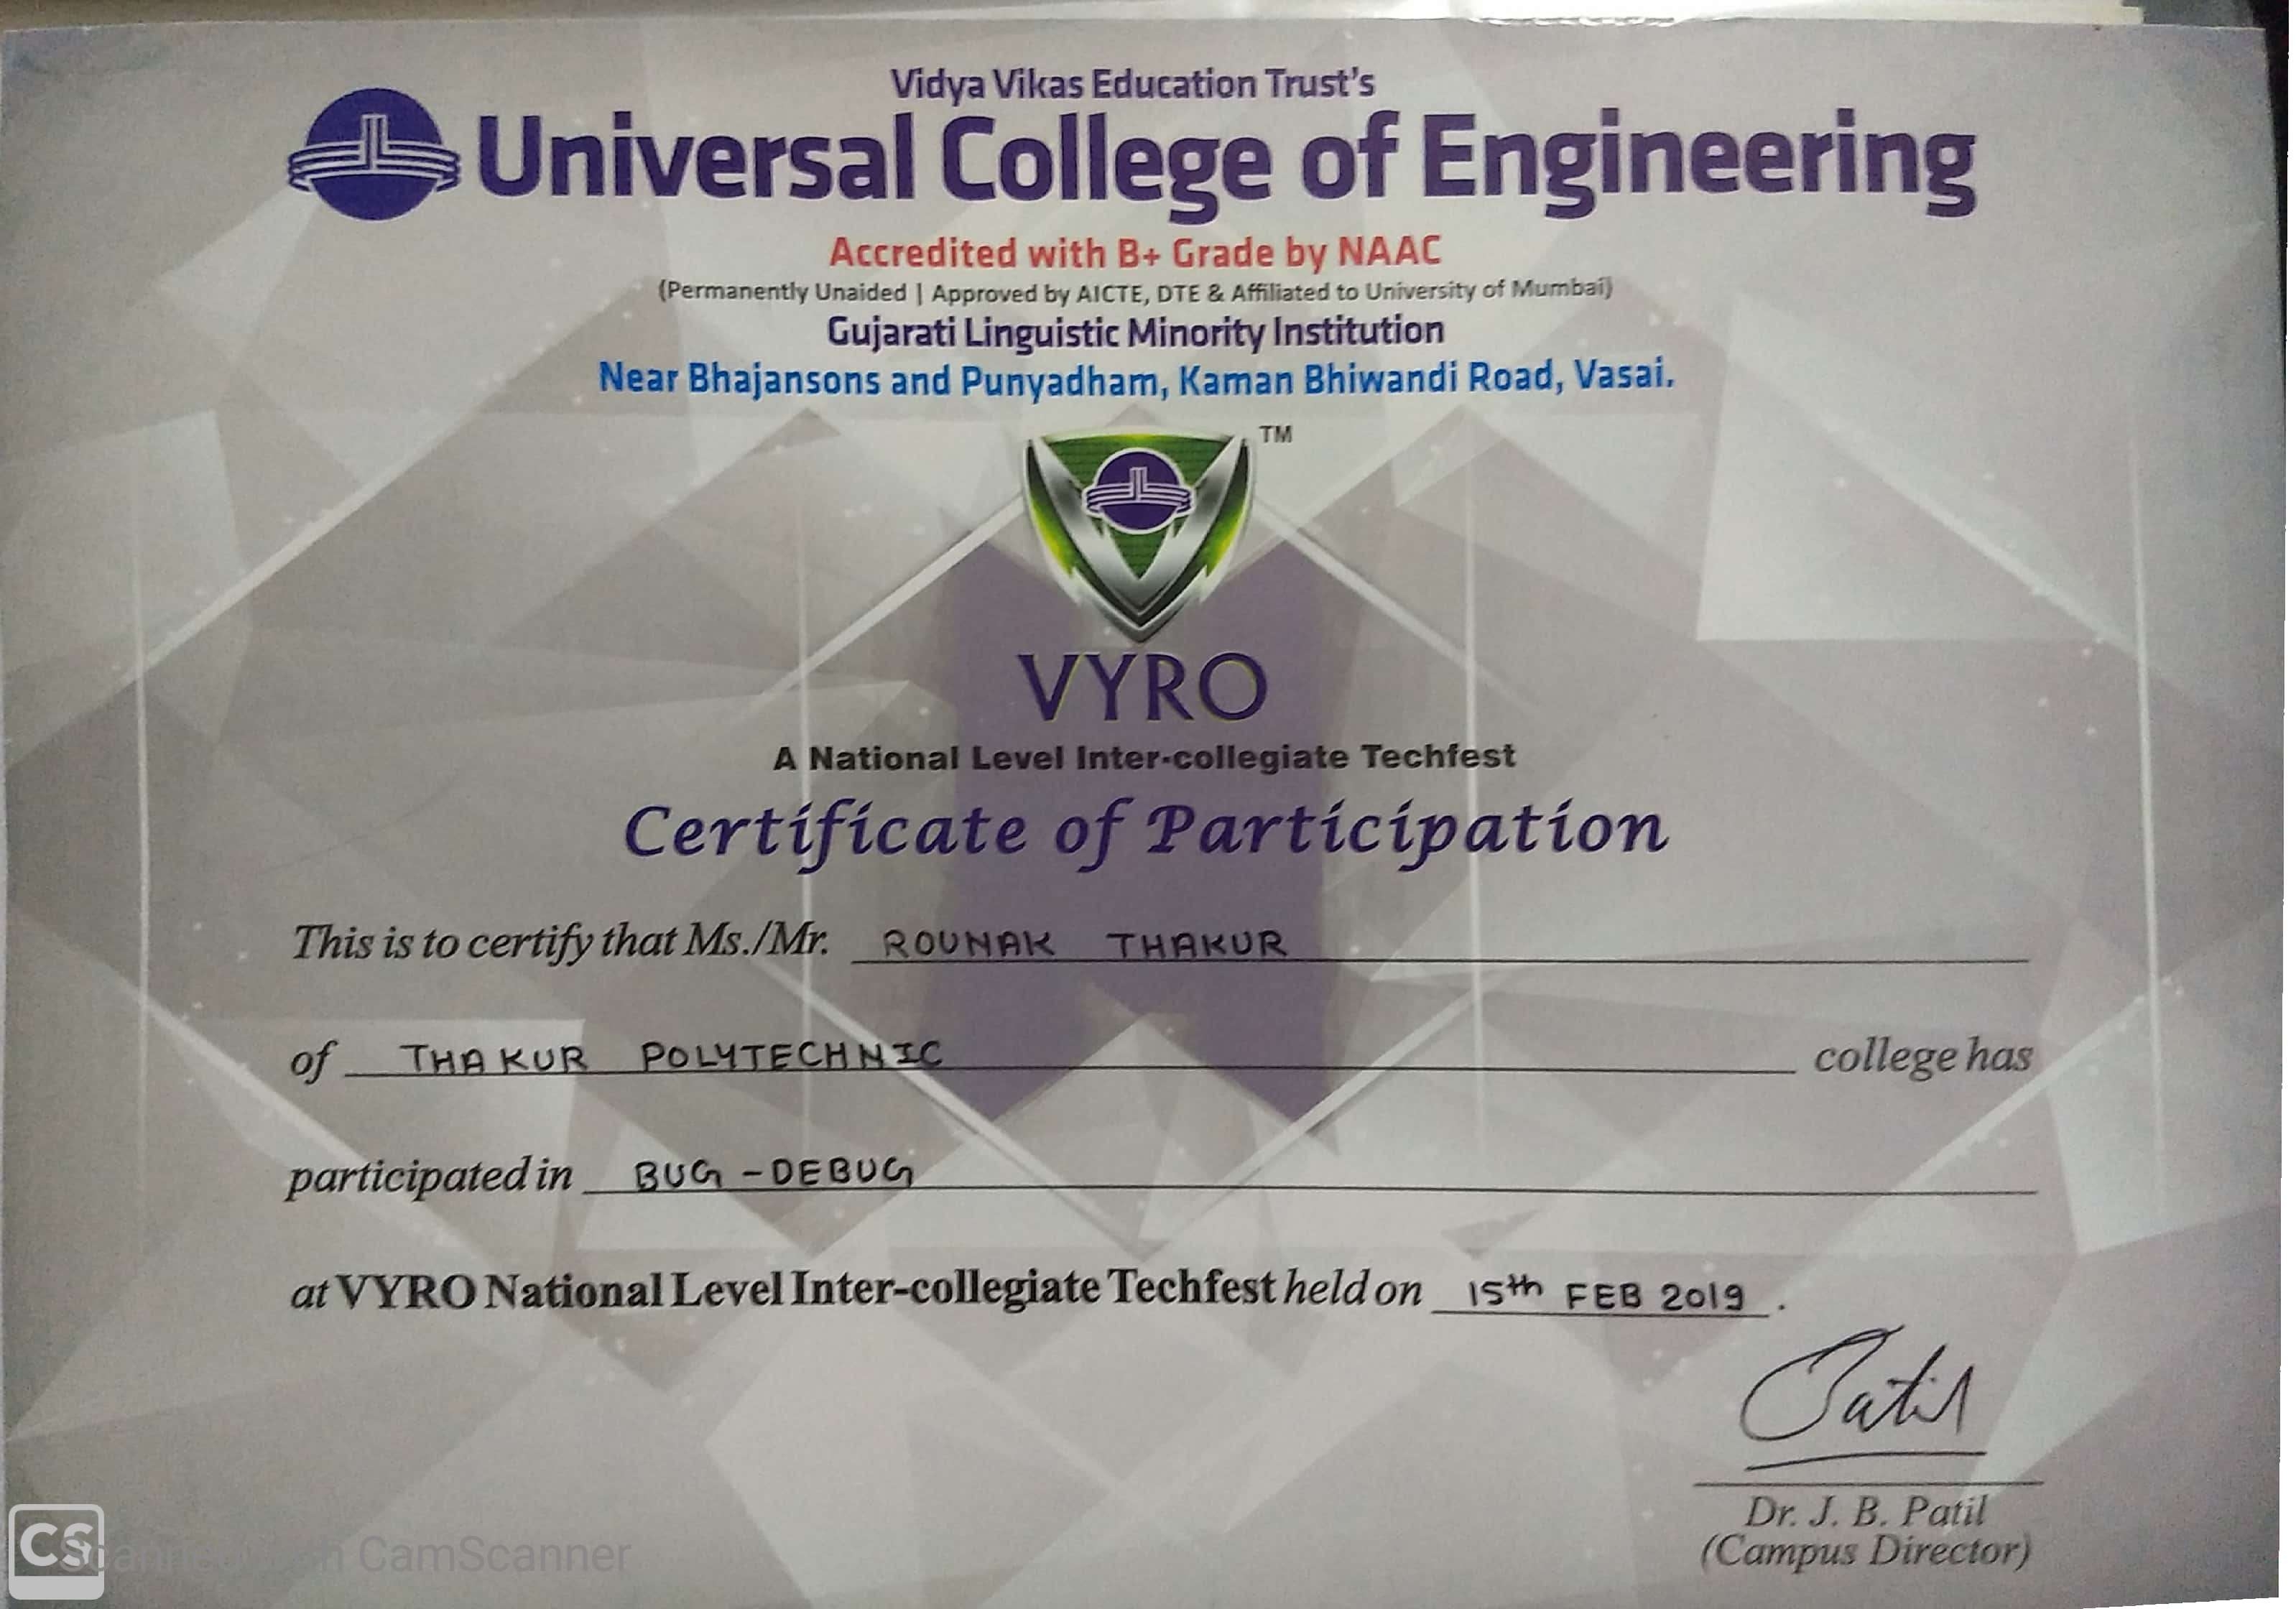 Vidya Vikas Education Trust's
Universal College of Engineering
Accredited with B+ Grade by NAAC
(Permanently Unaided | Approved by AICTE, DTE & Affiliated to University of Mumbai)
Gujarati Linguistic Minority Institution
Near Bhajansons and Punyadham, Kaman Bhiwandi Road, Vasai.
TM
VYRO
A National Level Inter-collegiate Techfest
Certificate of Participation
This is to certify that Ms./Mr. ROUNAK THAKUR
of THAKUR POLYTECHNIC college has
participated in BUG-DEBUG
at VYRO National Level Inter-collegiate Techfest held on 15th FEB 2019.
Patil
Dr. J. B. Patil
(Campus Director)
CS Scanned with CamScanner